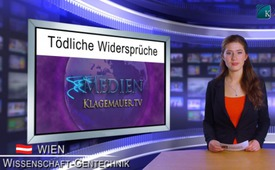 Tödliche Widersprüche
MEDIEN
KLAGEMAUER.TV
WIEN
WISSENSCHAFT-GENTECHNIK
K